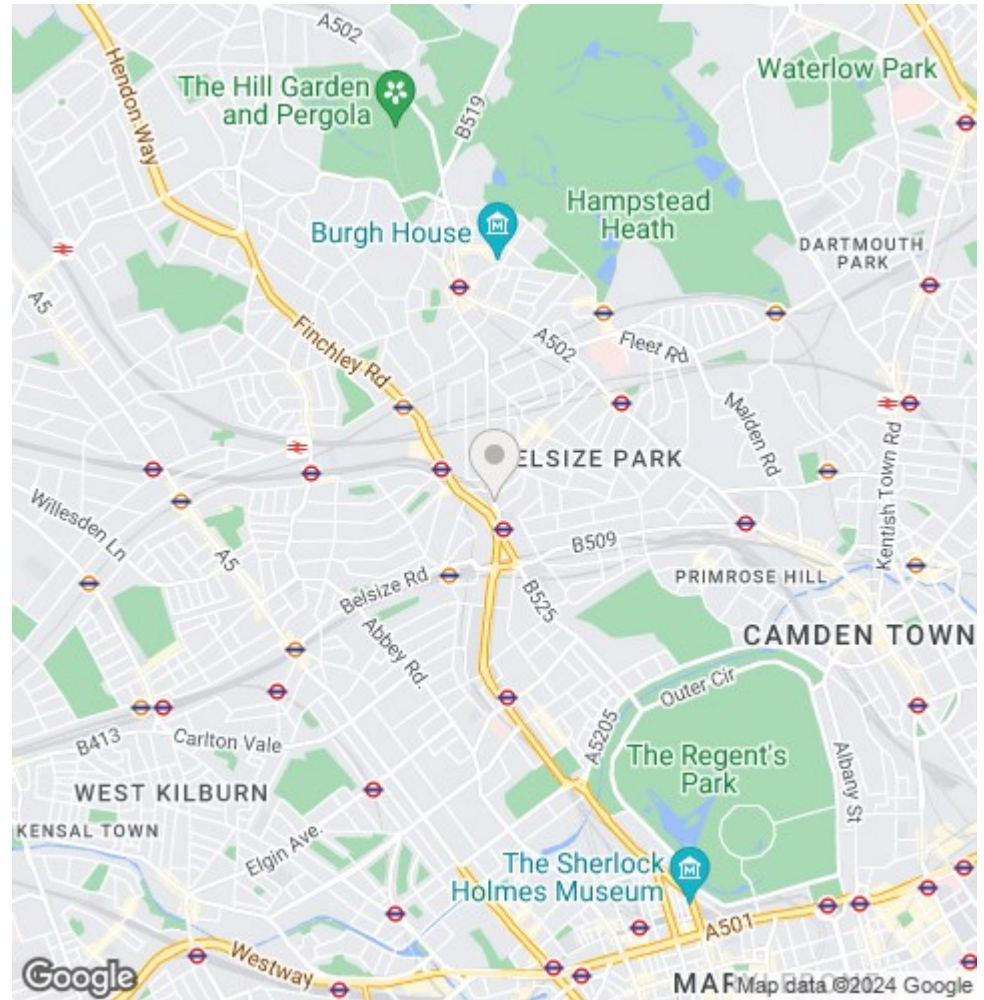 A502
Hendon Way
The Hill Garden
and Pergola
B519
Waterlow Park
Hampstead
Heath
Burgh House
DARTMOUTH
PARK
A5
A502
Fleet Rd
Finchley Rd
Malden Rd
Kentish Town Rd
ELSIZE PARK
Willesden Ln
A5
B509
Belsize Rd
B525
PRIMROSE HILL
Abbey Rd.
CAMDEN TOWN
Outer Cir
A5205
B413
Carlton Vale
The Regent's
Park
Albany St
WEST KILBURN
KENSAL TOWN
Elgin Ave.
The Sherlock
Holmes Museum
A501
Westway
Google
Map data ©2024 Google